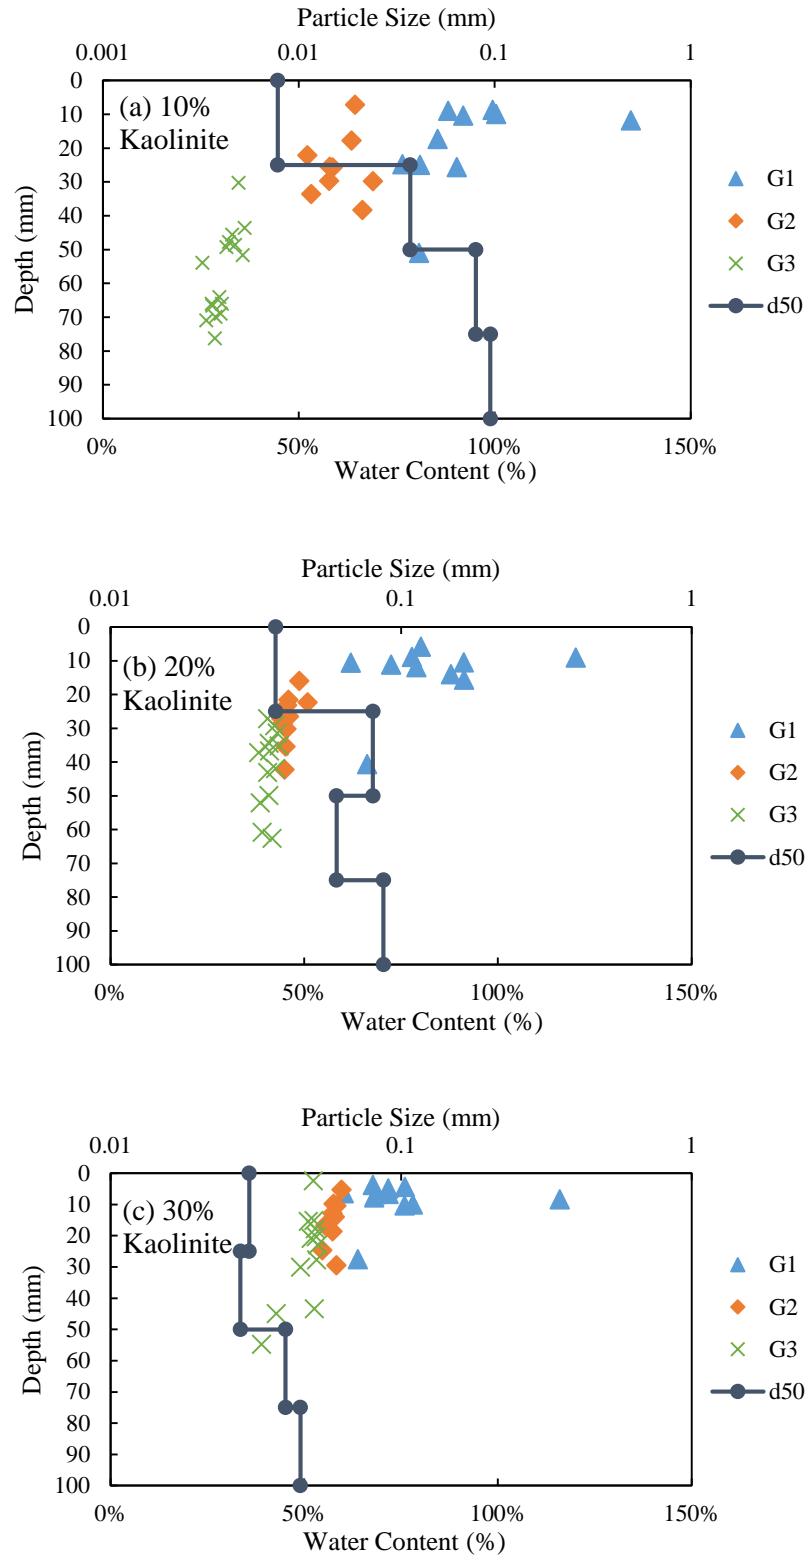 Particle Size (mm)
0.001 0.01 0.1 1
0
10
20
30
40
50
60
70
80
90
100
Depth (mm)
(a) 10%
Kaolinite
G1
G2
G3
d50
0% 50% 100% 150%
Water Content (%)
Particle Size (mm)
0.01 0.1 1
0
10
20
30
40
50
60
70
80
90
100
Depth (mm)
(b) 20%
Kaolinite
G1
G2
G3
d50
0% 50% 100% 150%
Water Content (%)
Particle Size (mm)
0.01 0.1 1
0
10
20
30
40
50
60
70
80
90
100
Depth (mm)
(c) 30%
Kaolinite
G1
G2
G3
d50
0% 50% 100% 150%
Water Content (%)